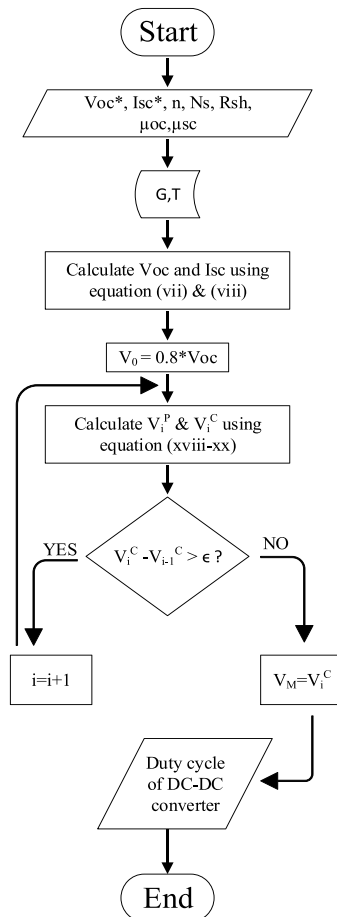 Start
Voc*, Isc*, n, Ns, Rsh,
µoc,µsc
G,T
Calculate Voc and Isc using
equation (vii) & (viii)
V₀ = 0.8*Voc
Calculate Vᵢᴾ & Vᵢᶜ using
equation (xviii-xx)
Vᵢᶜ -Vᵢ₋₁ᶜ > ϵ ?
YES
NO
i=i+1
V_M=Vᵢᶜ
Duty cycle
of DC-DC
converter
End